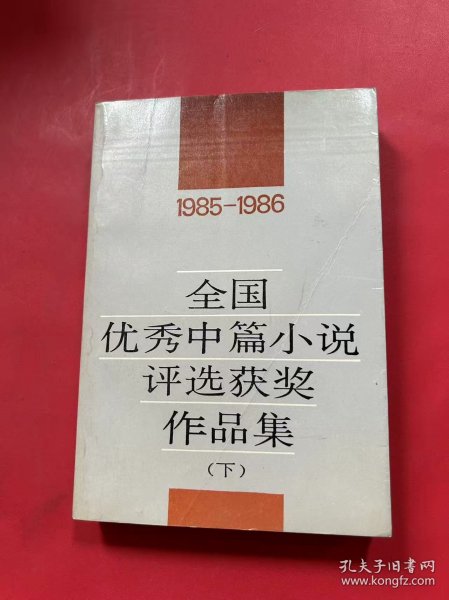 1985-1986
全国
优秀中篇小说
评选获奖
作品集
(下)
孔夫子旧书网
www.kongfz.com